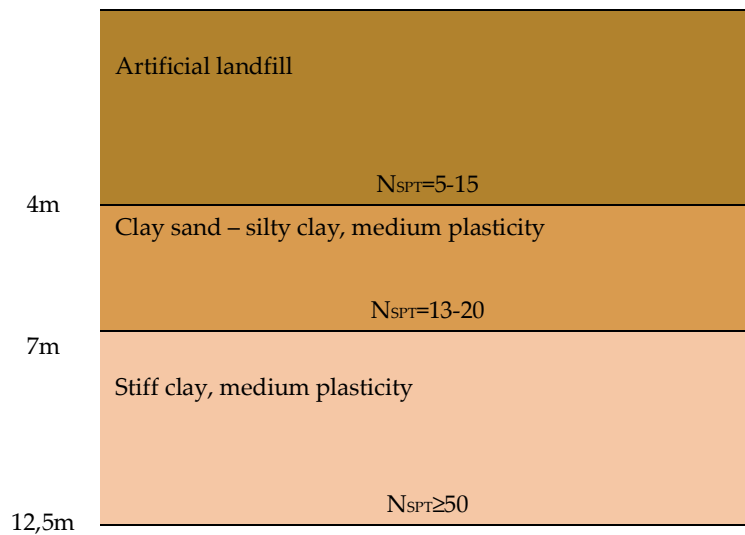 Artificial landfill
NSPT=5-15
4m
Clay sand – silty clay, medium plasticity
NSPT=13-20
7m
Stiff clay, medium plasticity
NSPT≥50
12,5m